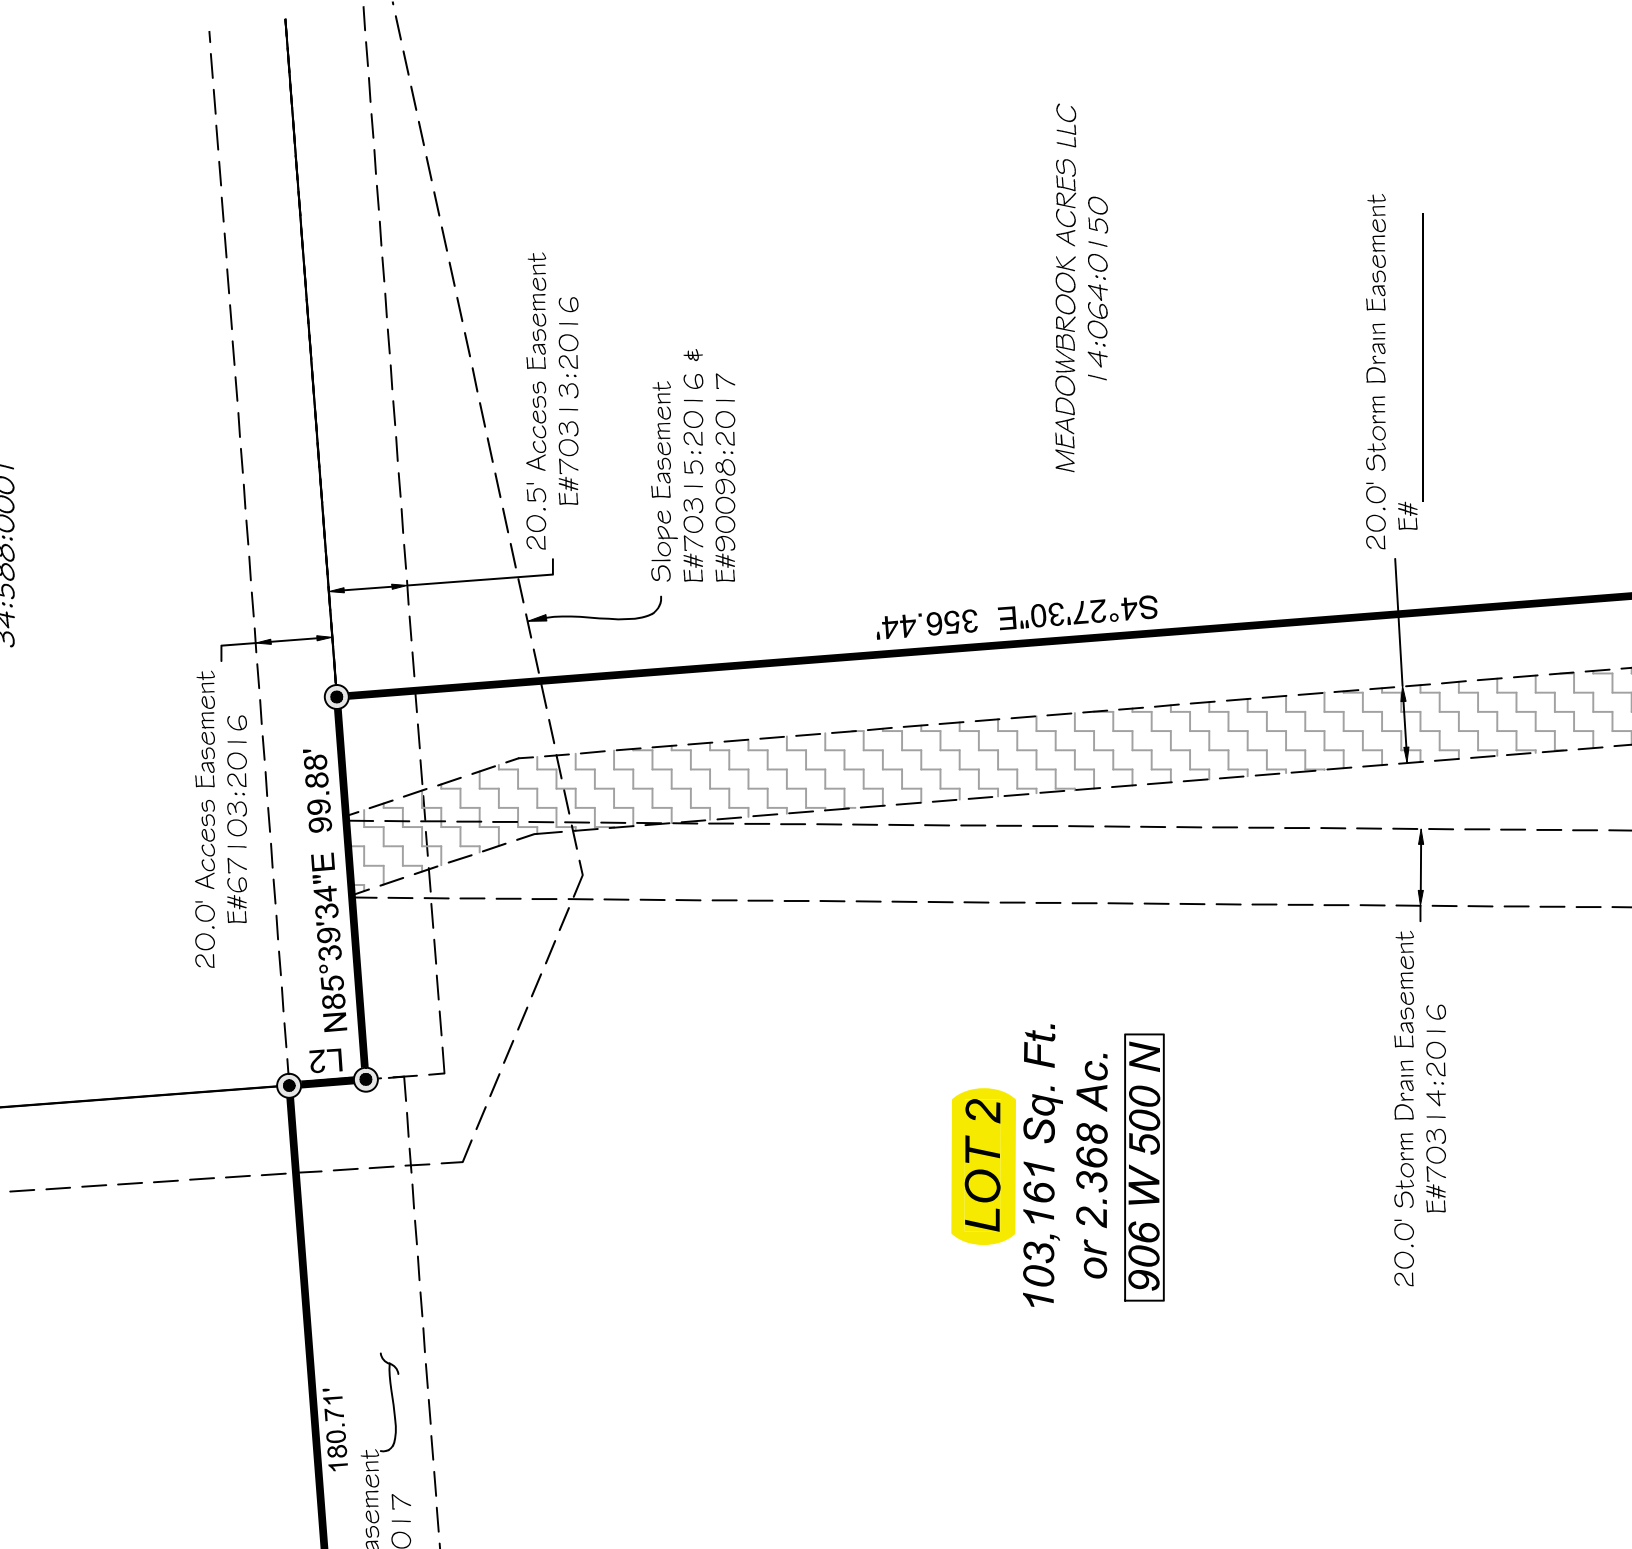 34:588:0001
20.0' Access Easement
E#67103:2016
20.5' Access Easement
E#70313:2016
Slope Easement
E#70315:2016 &
E#90098:2017
MEADOWBROOK ACRES LLC
14:064:0150
20.0' Storm Drain Easement
E#
S4°27'30"E 356.44'
L2
N85°39'34"E 99.88'
LOT 2
103,161 Sq. Ft.
or 2.368 Ac.
906 W 500 N
20.0' Storm Drain Easement
E#70314:2016
180.71'
asement
017